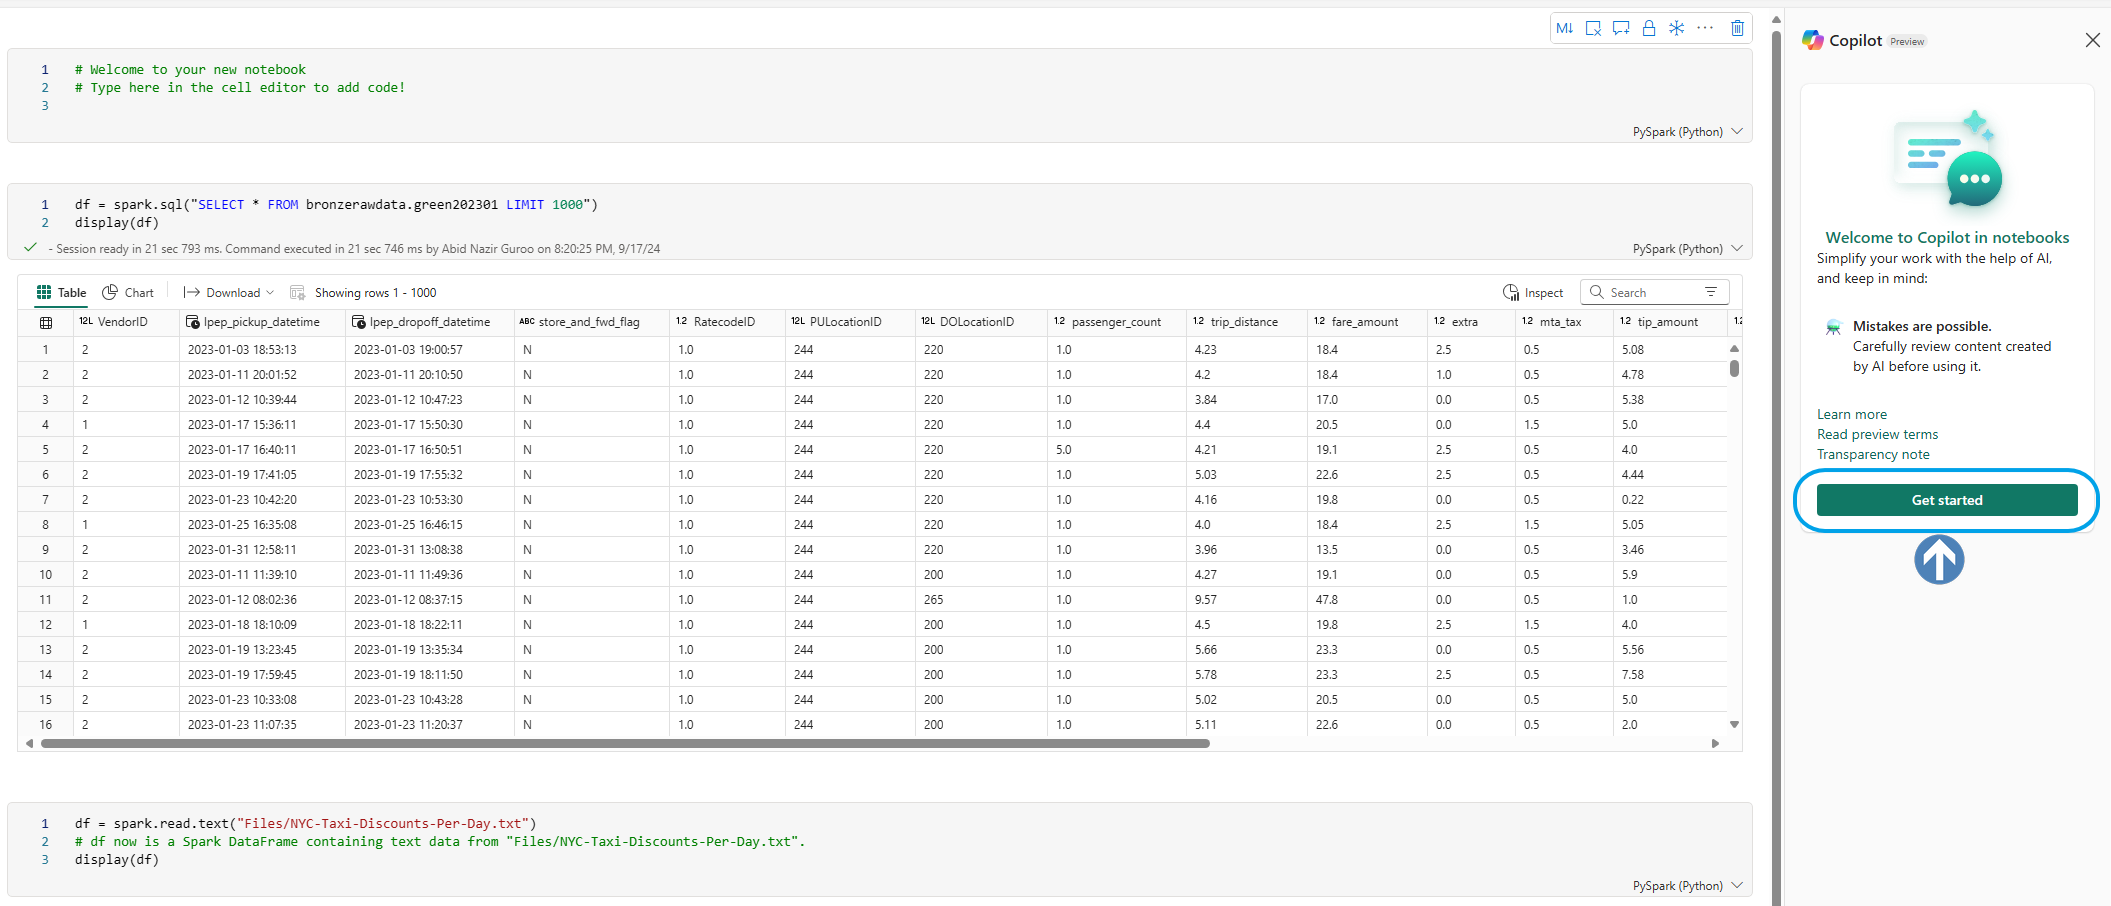 1 # Welcome to your new notebook
2 # Type here in the cell editor to add code!
3
PySpark (Python)
1 df = spark.sql("SELECT * FROM bronzerawdata.green202301 LIMIT 1000")
2 display(df)
- Session ready in 21 sec 793 ms. Command executed in 21 sec 746 ms by Abid Nazir Guroo on 8:20:25 PM, 9/17/24
PySpark (Python)
Table Chart Download Showing rows 1 - 1000 Inspect Search
12L VendorID lpep_pickup_datetime lpep_dropoff_datetime ABC store_and_fwd_flag 1.2 RatecodeID 12L PULocationID 12L DOLocationID 1.2 passenger_count 1.2 trip_distance 1.2 fare_amount 1.2 extra 1.2 mta_tax 1.2 tip_amount
1 2 2023-01-03 18:53:13 2023-01-03 19:00:57 N 1.0 244 220 1.0 4.23 18.4 2.5 0.5 5.08
2 2 2023-01-11 20:01:52 2023-01-11 20:10:50 N 1.0 244 220 1.0 4.2 18.4 1.0 0.5 4.78
3 2 2023-01-12 10:39:44 2023-01-12 10:47:23 N 1.0 244 220 1.0 3.84 17.0 0.0 0.5 5.38
4 1 2023-01-17 15:36:11 2023-01-17 15:50:30 N 1.0 244 220 1.0 4.4 20.5 0.0 1.5 5.0
5 2 2023-01-17 16:40:11 2023-01-17 16:50:51 N 1.0 244 220 5.0 4.21 19.1 2.5 0.5 4.0
6 2 2023-01-19 17:41:05 2023-01-19 17:55:32 N 1.0 244 220 1.0 5.03 22.6 2.5 0.5 4.44
7 2 2023-01-23 10:42:20 2023-01-23 10:53:30 N 1.0 244 220 1.0 4.16 19.8 0.0 0.5 0.22
8 1 2023-01-25 16:35:08 2023-01-25 16:46:15 N 1.0 244 220 1.0 4.0 18.4 2.5 1.5 5.05
9 2 2023-01-31 12:58:11 2023-01-31 13:08:38 N 1.0 244 220 1.0 3.96 13.5 0.0 0.5 3.46
10 2 2023-01-11 11:39:10 2023-01-11 11:49:36 N 1.0 244 200 1.0 4.27 19.1 0.0 0.5 5.9
11 2 2023-01-12 08:02:36 2023-01-12 08:37:15 N 1.0 244 265 1.0 9.57 47.8 0.0 0.5 1.0
12 1 2023-01-18 18:10:09 2023-01-18 18:22:11 N 1.0 244 200 1.0 4.5 19.8 2.5 1.5 4.0
13 2 2023-01-19 13:23:45 2023-01-19 13:35:34 N 1.0 244 200 1.0 5.66 23.3 0.0 0.5 5.56
14 2 2023-01-19 17:59:45 2023-01-19 18:11:50 N 1.0 244 200 1.0 5.78 23.3 2.5 0.5 7.58
15 2 2023-01-23 10:33:08 2023-01-23 10:43:28 N 1.0 244 200 1.0 5.02 20.5 0.0 0.5 5.0
16 2 2023-01-23 11:07:35 2023-01-23 11:20:37 N 1.0 244 200 1.0 5.11 22.6 0.0 0.5 2.0
1 df = spark.read.text("Files/NYC-Taxi-Discounts-Per-Day.txt")
2 # df now is a Spark DataFrame containing text data from "Files/NYC-Taxi-Discounts-Per-Day.txt".
3 display(df)
PySpark (Python)
Copilot Preview
Welcome to Copilot in notebooks
Simplify your work with the help of AI,
and keep in mind:
Mistakes are possible.
Carefully review content created
by AI before using it.
Learn more
Read preview terms
Transparency note
Get started